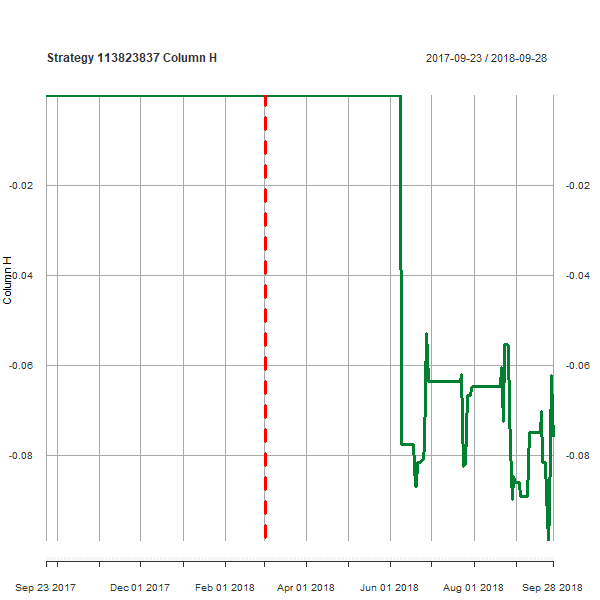 Strategy 113823837 Column H
2017-09-23 / 2018-09-28
-0.02
-0.02
-0.04
-0.04
-0.06
-0.06
-0.08
-0.08
Column H
Sep 23 2017
Dec 01 2017
Feb 01 2018
Apr 01 2018
Jun 01 2018
Aug 01 2018
Sep 28 2018